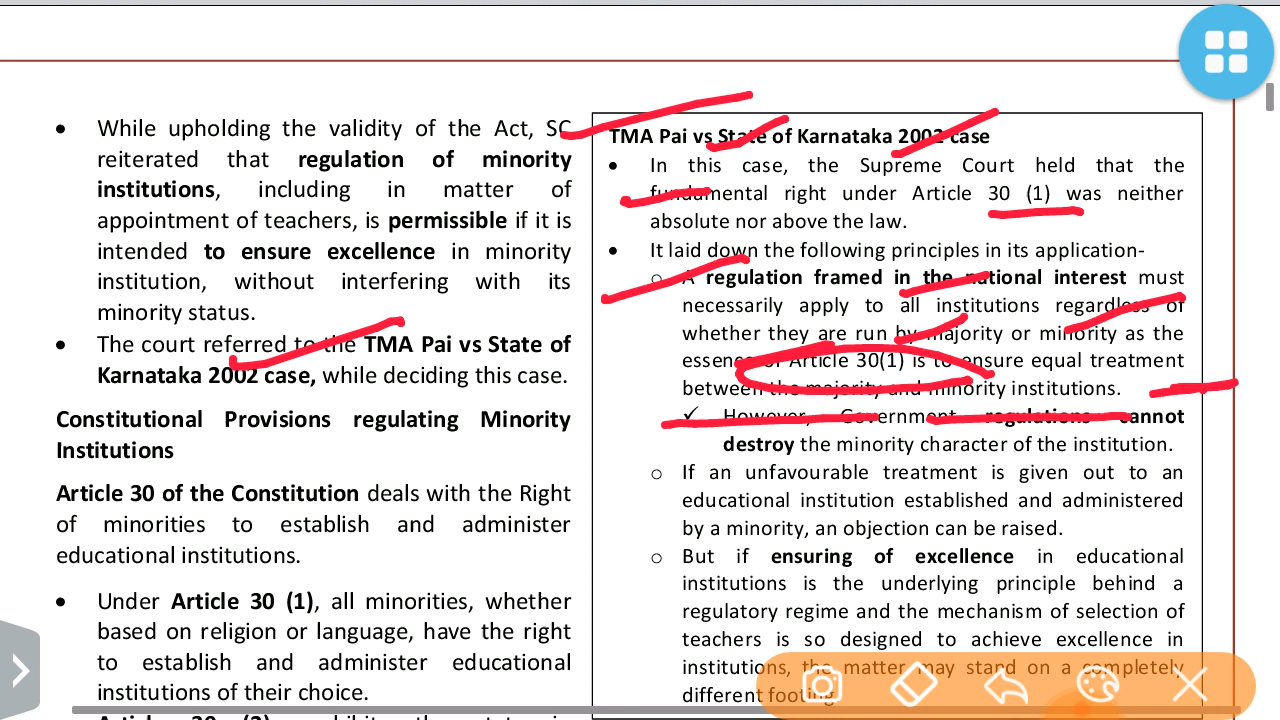 While upholding the validity of the Act, SC
reiterated that regulation of minority
institutions, including in matter of
appointment of teachers, is permissible if it is
intended to ensure excellence in minority
institution, without interfering with its
minority status.
The court referred to the TMA Pai vs State of
Karnataka 2002 case, while deciding this case.
Constitutional Provisions regulating Minority
Institutions
Article 30 of the Constitution deals with the Right
of minorities to establish and administer
educational institutions.
Under Article 30 (1), all minorities, whether
based on religion or language, have the right
to establish and administer educational
institutions of their choice.
TMA Pai vs State of Karnataka 2002 case
In this case, the Supreme Court held that the
fundamental right under Article 30 (1) was neither
absolute nor above the law.
It laid down the following principles in its application-
A regulation framed in the national interest must
necessarily apply to all institutions regardless of
whether they are run by majority or minority as the
essence of Article 30(1) is to ensure equal treatment
between the majority and minority institutions.
However, Government regulations cannot
destroy the minority character of the institution.
If an unfavourable treatment is given out to an
educational institution established and administered
by a minority, an objection can be raised.
But if ensuring of excellence in educational
institutions is the underlying principle behind a
regulatory regime and the mechanism of selection of
teachers is so designed to achieve excellence in
institutions, the matter may stand on a completely
different footing.